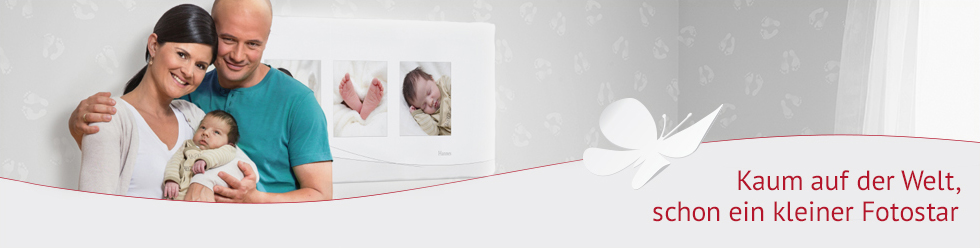 Kaum auf der Welt,
schon ein kleiner Fotostar